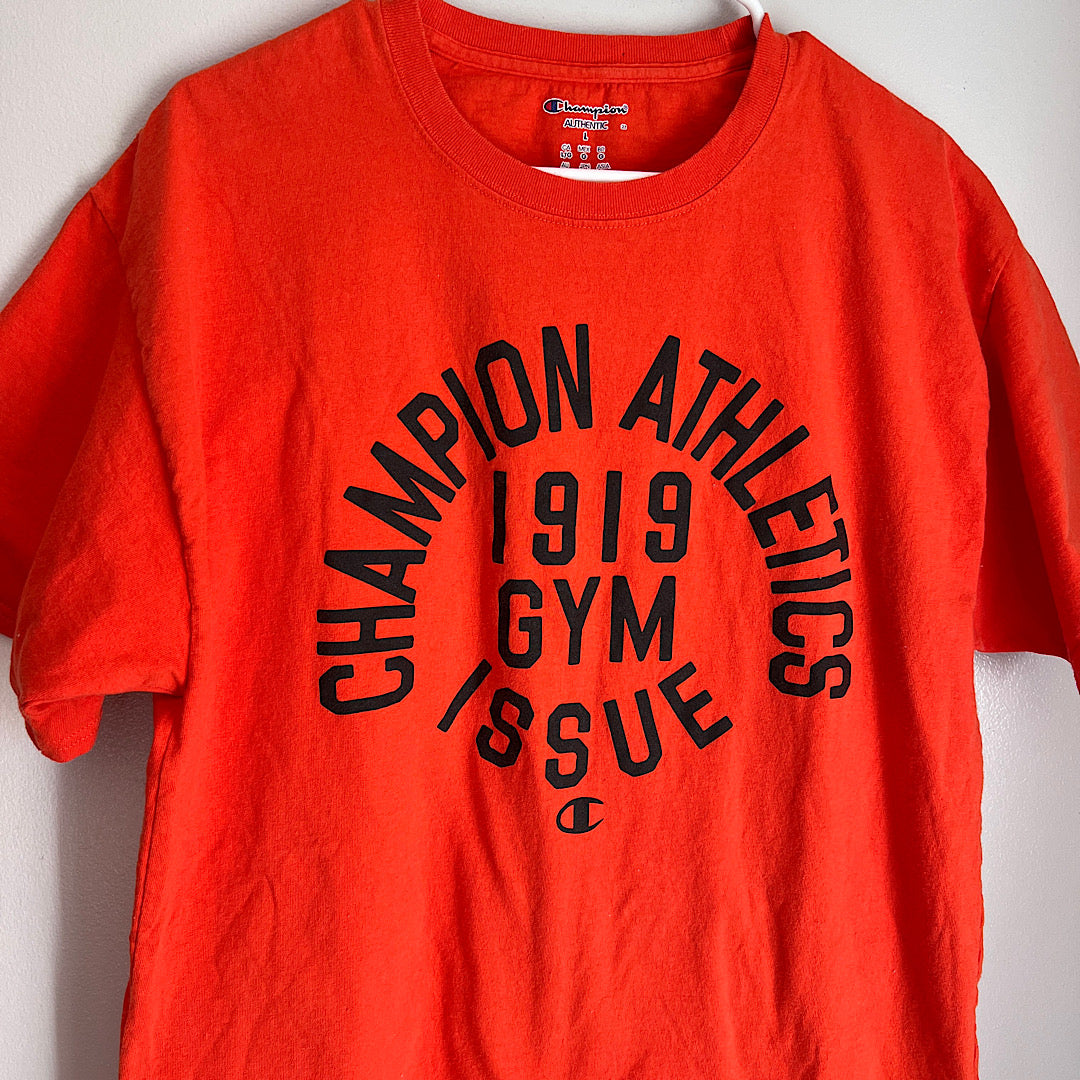 Champion
AUTHENTIC
L
CHAMPION ATHLETICS
1919
GYM
ISSUE